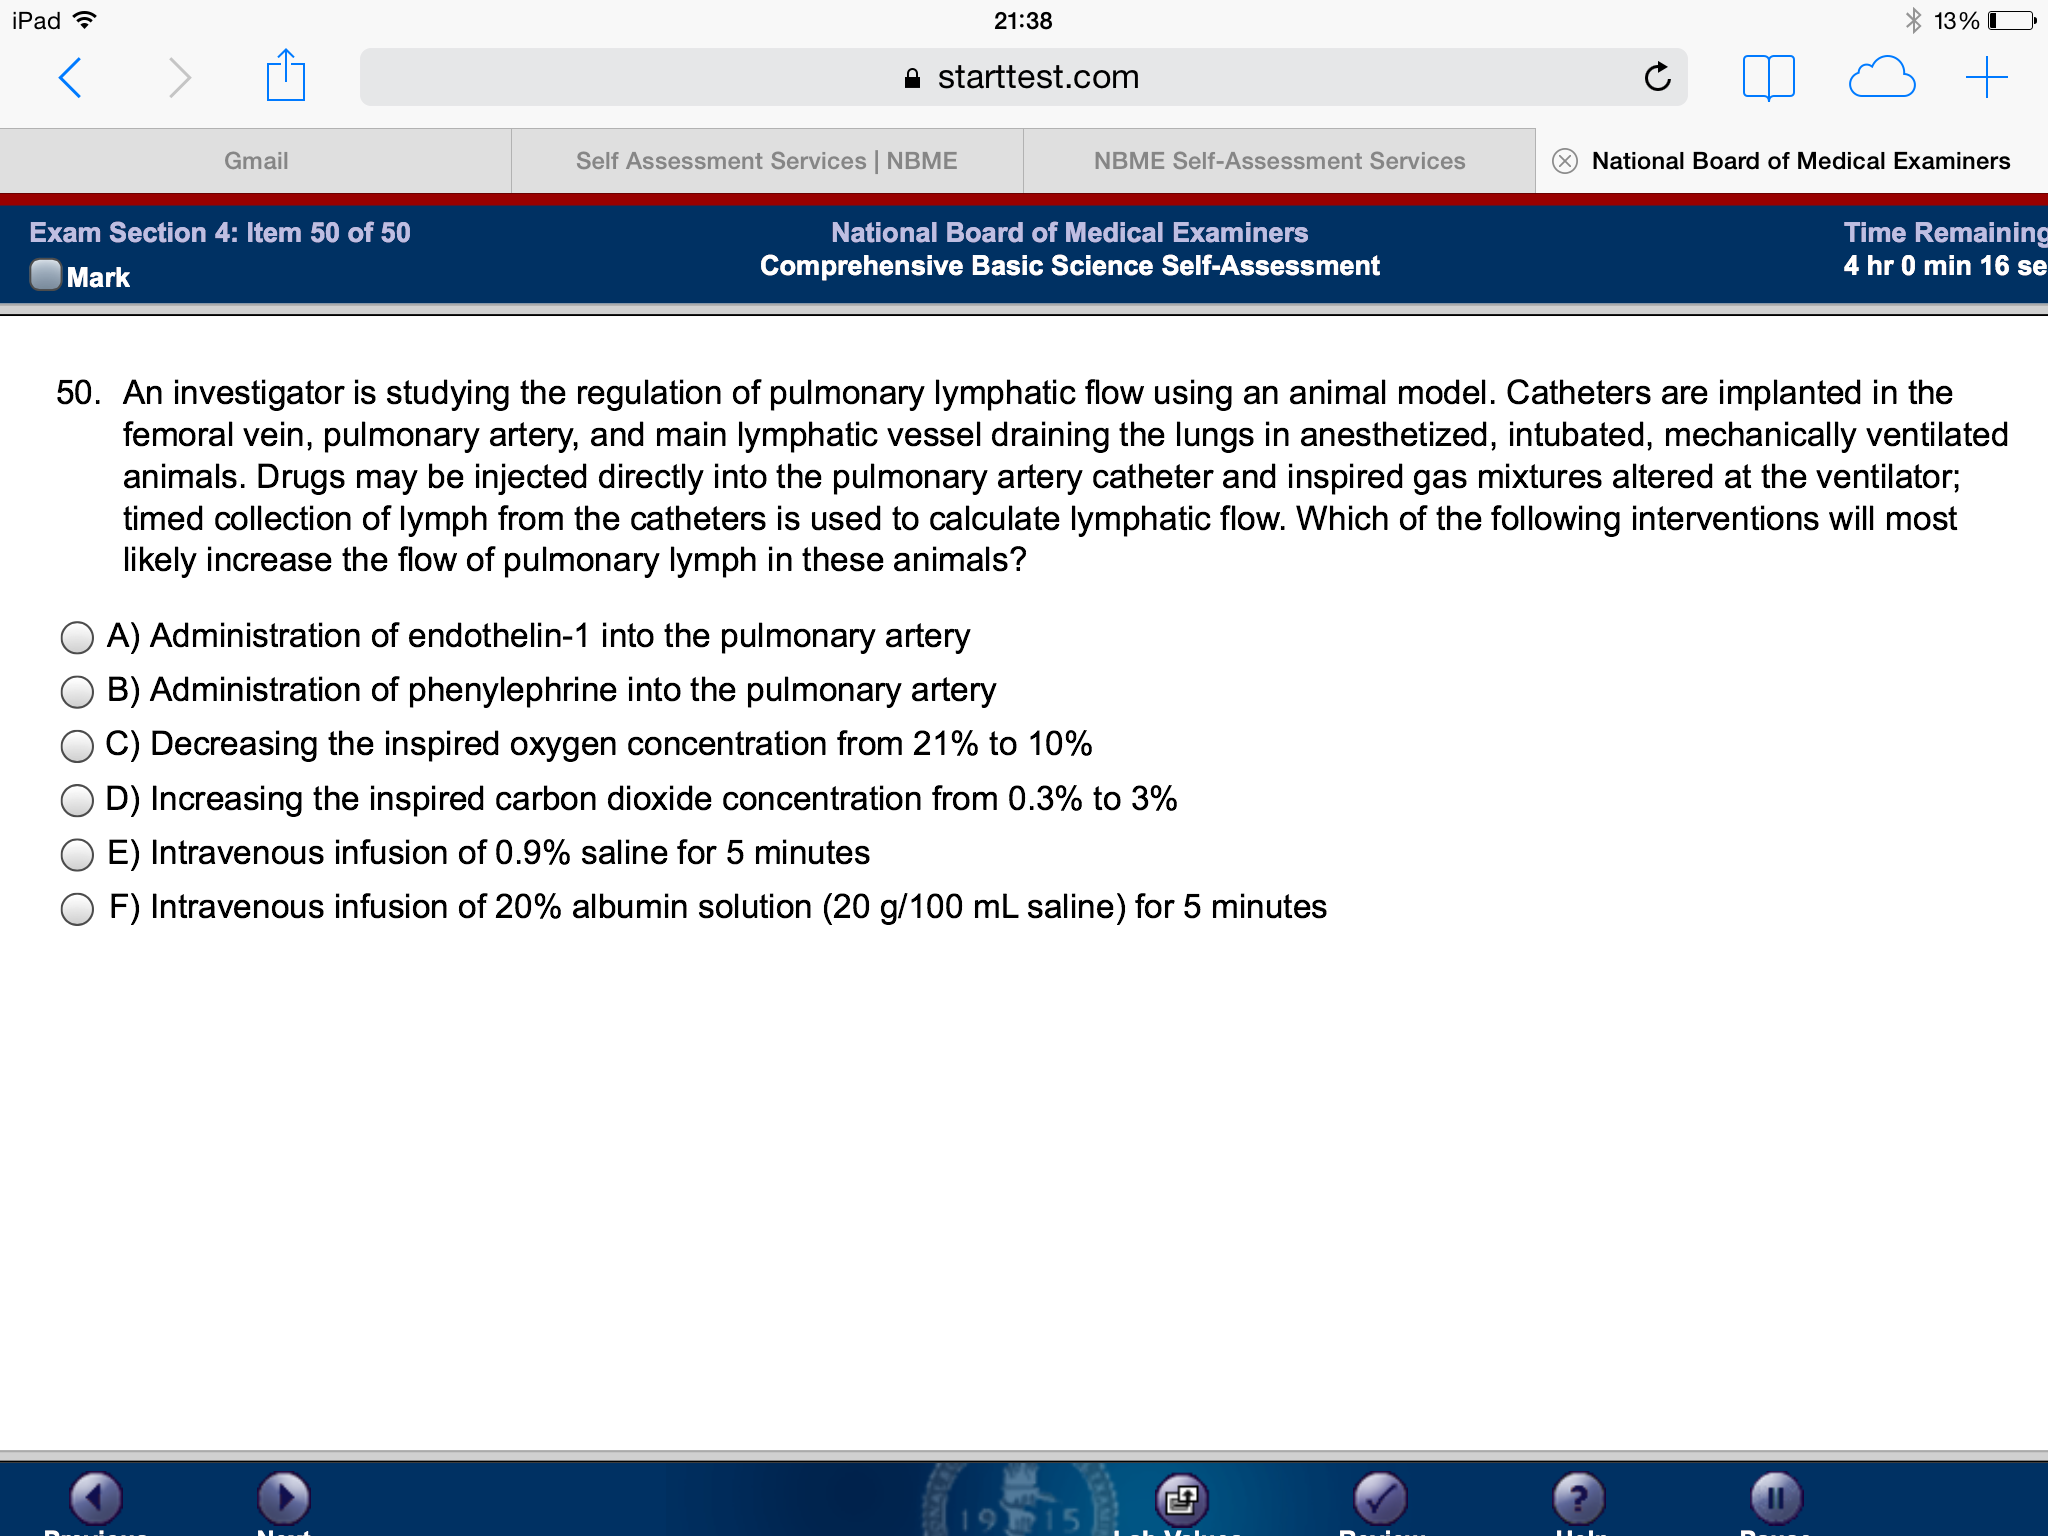 iPad
21:38
13%
starttest.com
Gmail
Self Assessment Services | NBME
NBME Self-Assessment Services
National Board of Medical Examiners
Exam Section 4: Item 50 of 50
National Board of Medical Examiners
Time Remaining
Mark
Comprehensive Basic Science Self-Assessment
4 hr 0 min 16 se
50. An investigator is studying the regulation of pulmonary lymphatic flow using an animal model. Catheters are implanted in the
femoral vein, pulmonary artery, and main lymphatic vessel draining the lungs in anesthetized, intubated, mechanically ventilated
animals. Drugs may be injected directly into the pulmonary artery catheter and inspired gas mixtures altered at the ventilator;
timed collection of lymph from the catheters is used to calculate lymphatic flow. Which of the following interventions will most
likely increase the flow of pulmonary lymph in these animals?
A) Administration of endothelin-1 into the pulmonary artery
B) Administration of phenylephrine into the pulmonary artery
C) Decreasing the inspired oxygen concentration from 21% to 10%
D) Increasing the inspired carbon dioxide concentration from 0.3% to 3%
E) Intravenous infusion of 0.9% saline for 5 minutes
F) Intravenous infusion of 20% albumin solution (20 g/100 mL saline) for 5 minutes
1915